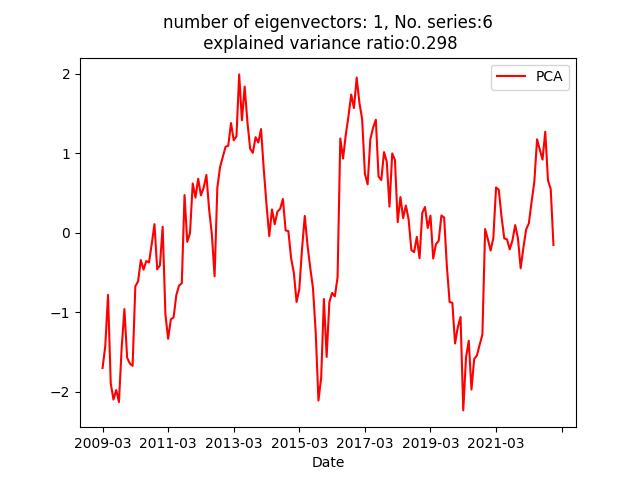 number of eigenvectors: 1, No. series:6
explained variance ratio:0.298
PCA
2
1
0
−1
−2
2009-03 2011-03 2013-03 2015-03 2017-03 2019-03 2021-03
Date